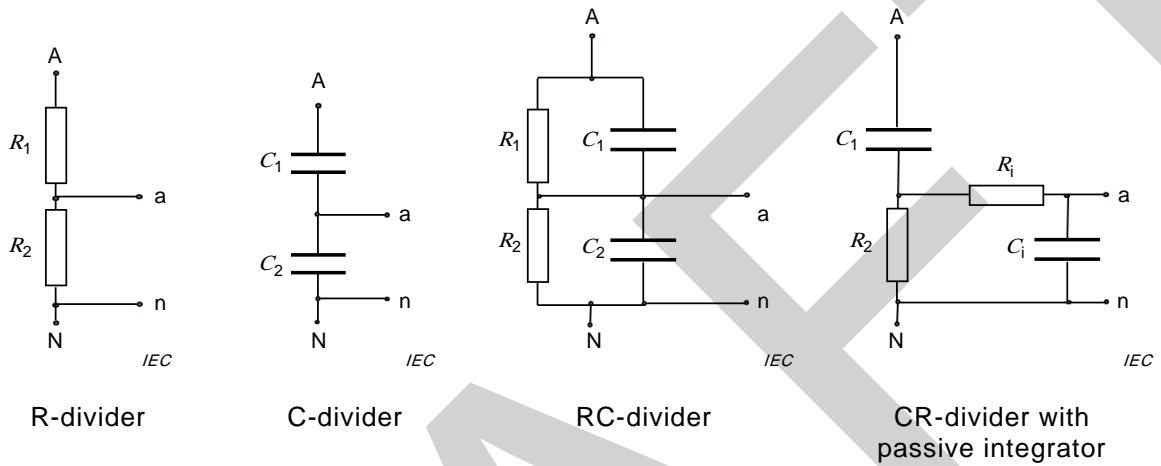 A
R1
a
R2
n
N
IEC
R-divider
A
C1
a
C2
n
N
IEC
C-divider
A
R1
C1
a
R2
C2
n
N
IEC
RC-divider
A
C1
Ri
a
R2
Ci
n
N
IEC
CR-divider with
passive integrator